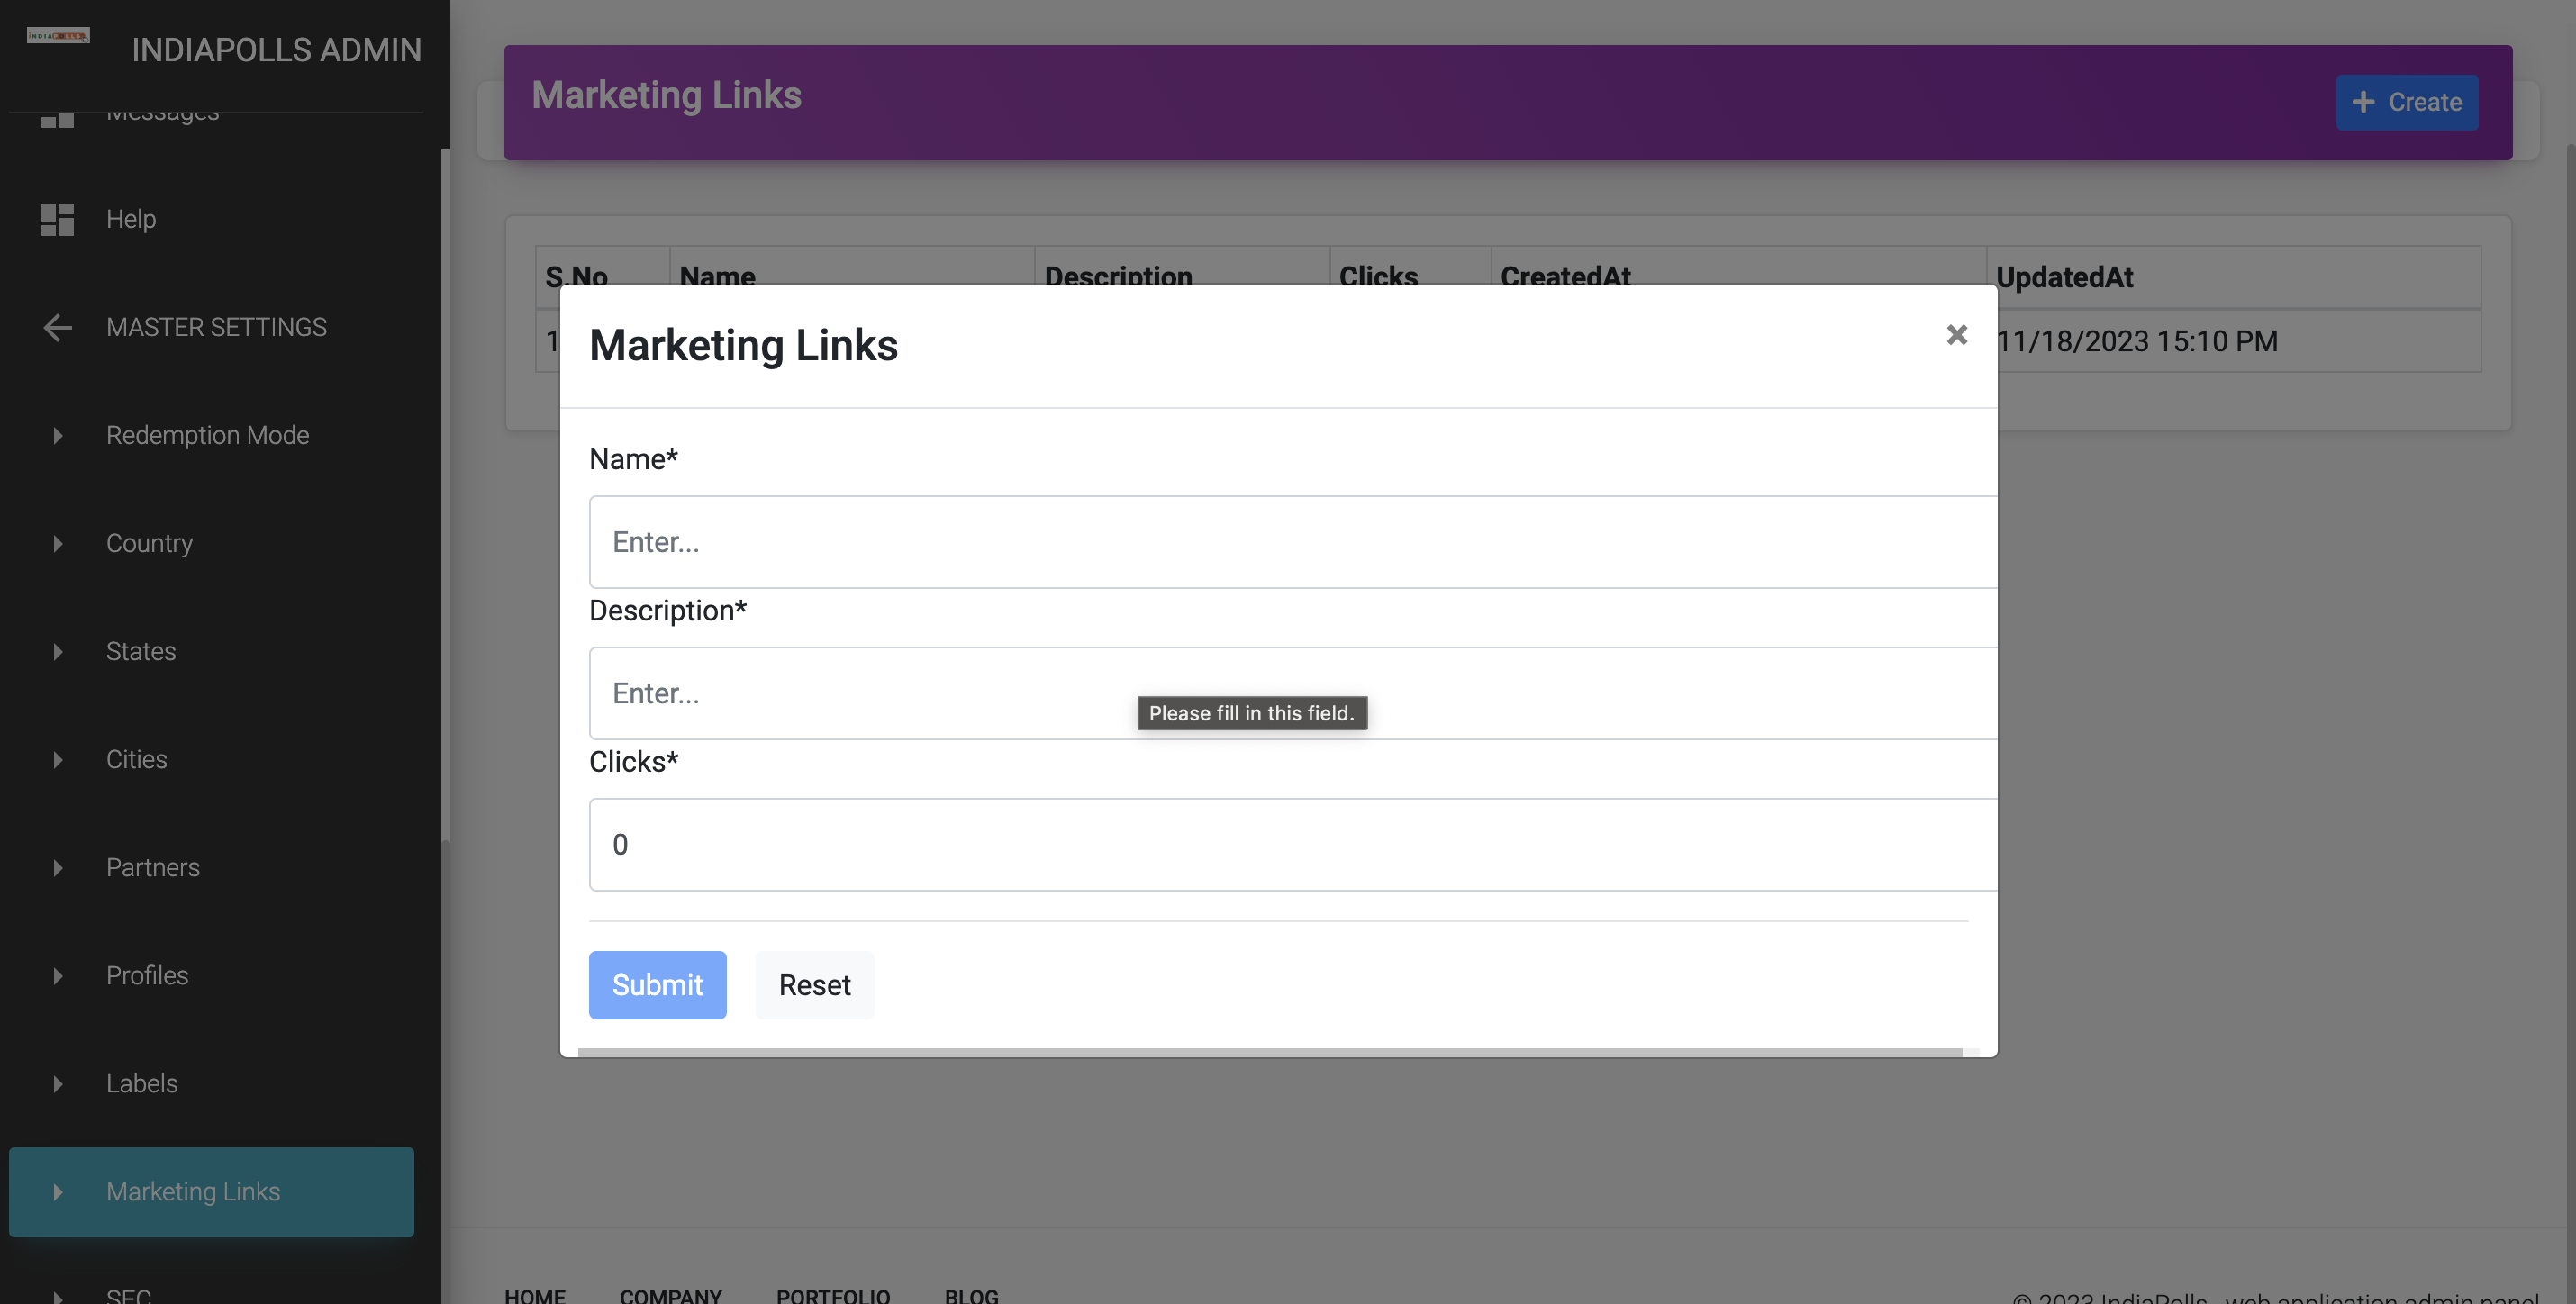 INDIAPOLLS
INDIAPOLLS ADMIN
Messages
Help
MASTER SETTINGS
Redemption Mode
Country
States
Cities
Partners
Profiles
Labels
Marketing Links
SEC
Marketing Links
+ Create
S.No Name Description Clicks CreatedAt UpdatedAt
1 11/18/2023 15:10 PM
Marketing Links
×
Name*
Enter...
Description*
Enter...
Please fill in this field.
Clicks*
0
Submit Reset
HOME COMPANY PORTFOLIO BLOG
© 2023 IndiaPolls, web application admin panel